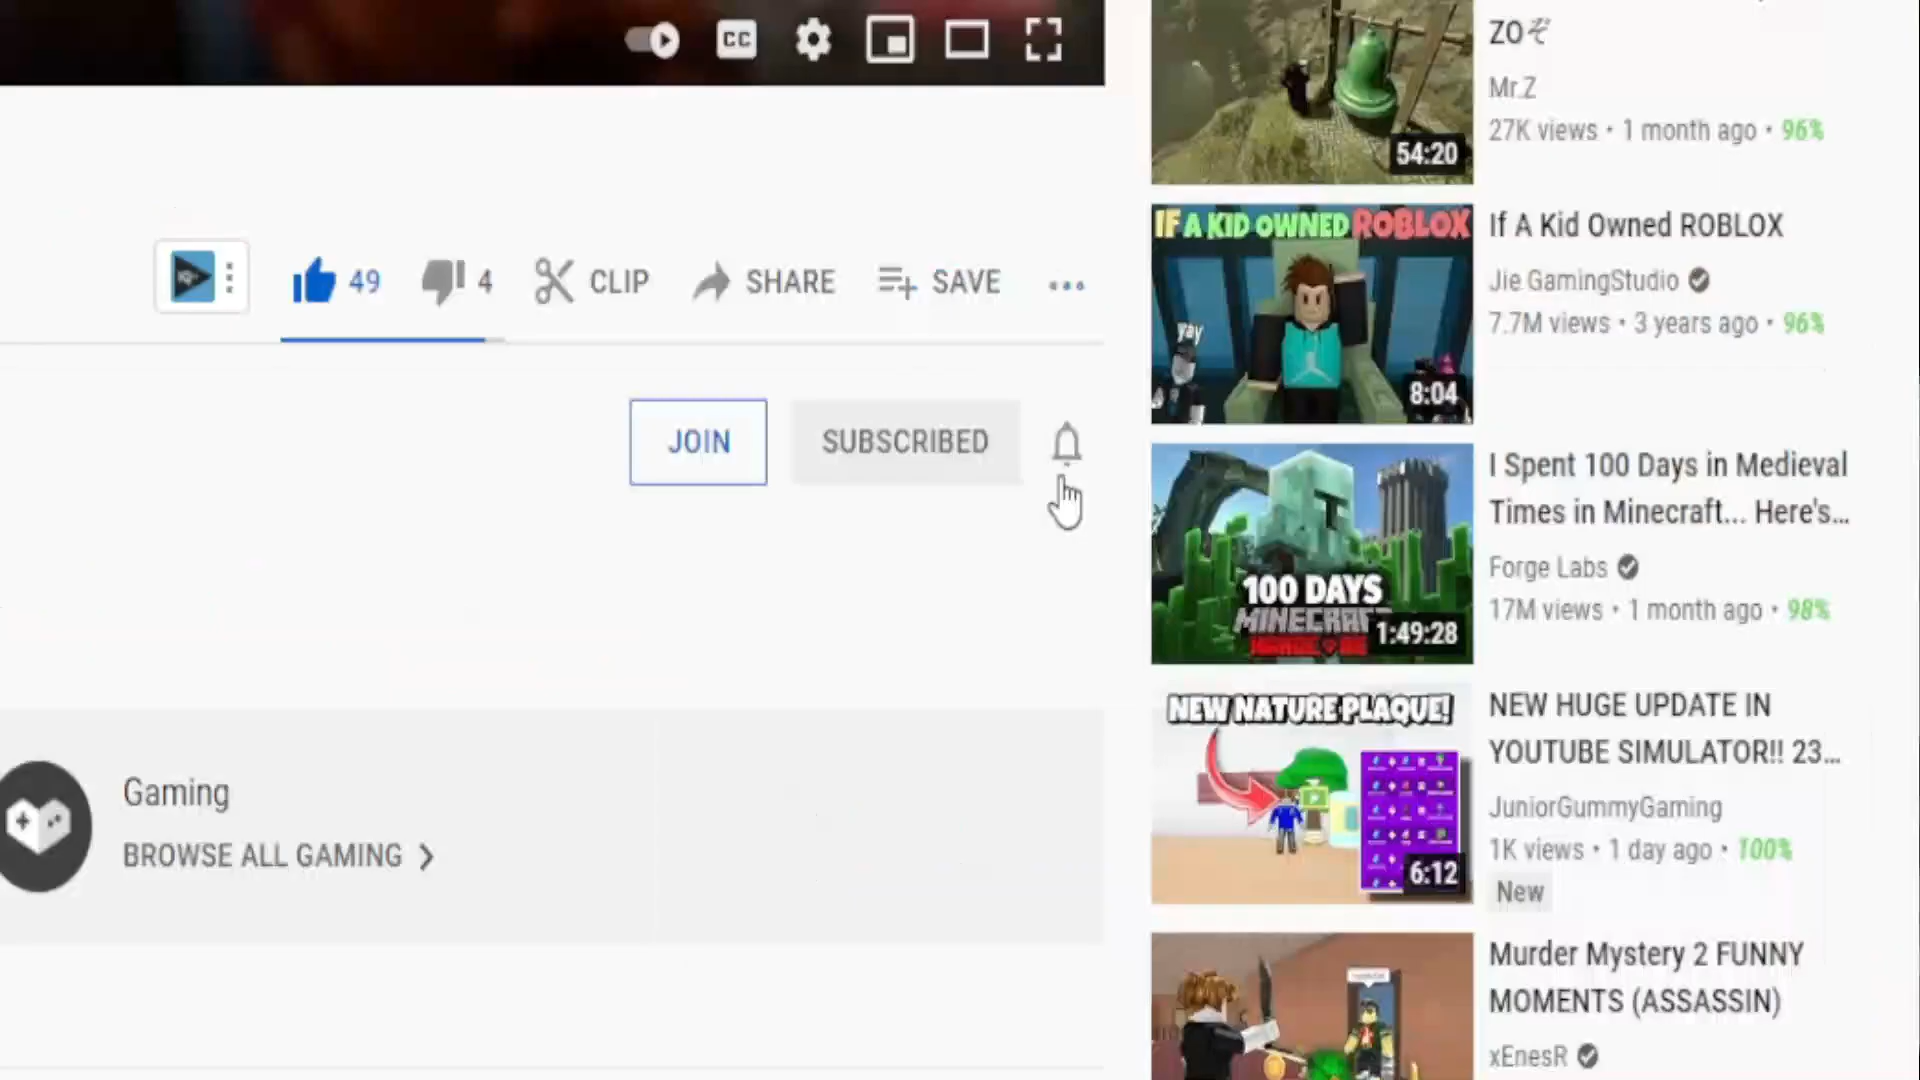 CC
49
4
CLIP
SHARE
SAVE
JOIN
SUBSCRIBED
Gaming
BROWSE ALL GAMING
ZOぞ
Mr.Z
27K views • 1 month ago • 96%
54:20
IF A KID OWNED ROBLOX
yay
8:04
If A Kid Owned ROBLOX
Jie GamingStudio
7.7M views • 3 years ago • 96%
100 DAYS
MINECRAFT
1:49:28
I Spent 100 Days in Medieval
Times in Minecraft... Here's...
Forge Labs
17M views • 1 month ago • 98%
NEW NATURE PLAQUE!
6:12
NEW HUGE UPDATE IN
YOUTUBE SIMULATOR!! 23...
JuniorGummyGaming
1K views • 1 day ago • 100%
New
Murder Mystery 2 FUNNY
MOMENTS (ASSASSIN)
xEnesR